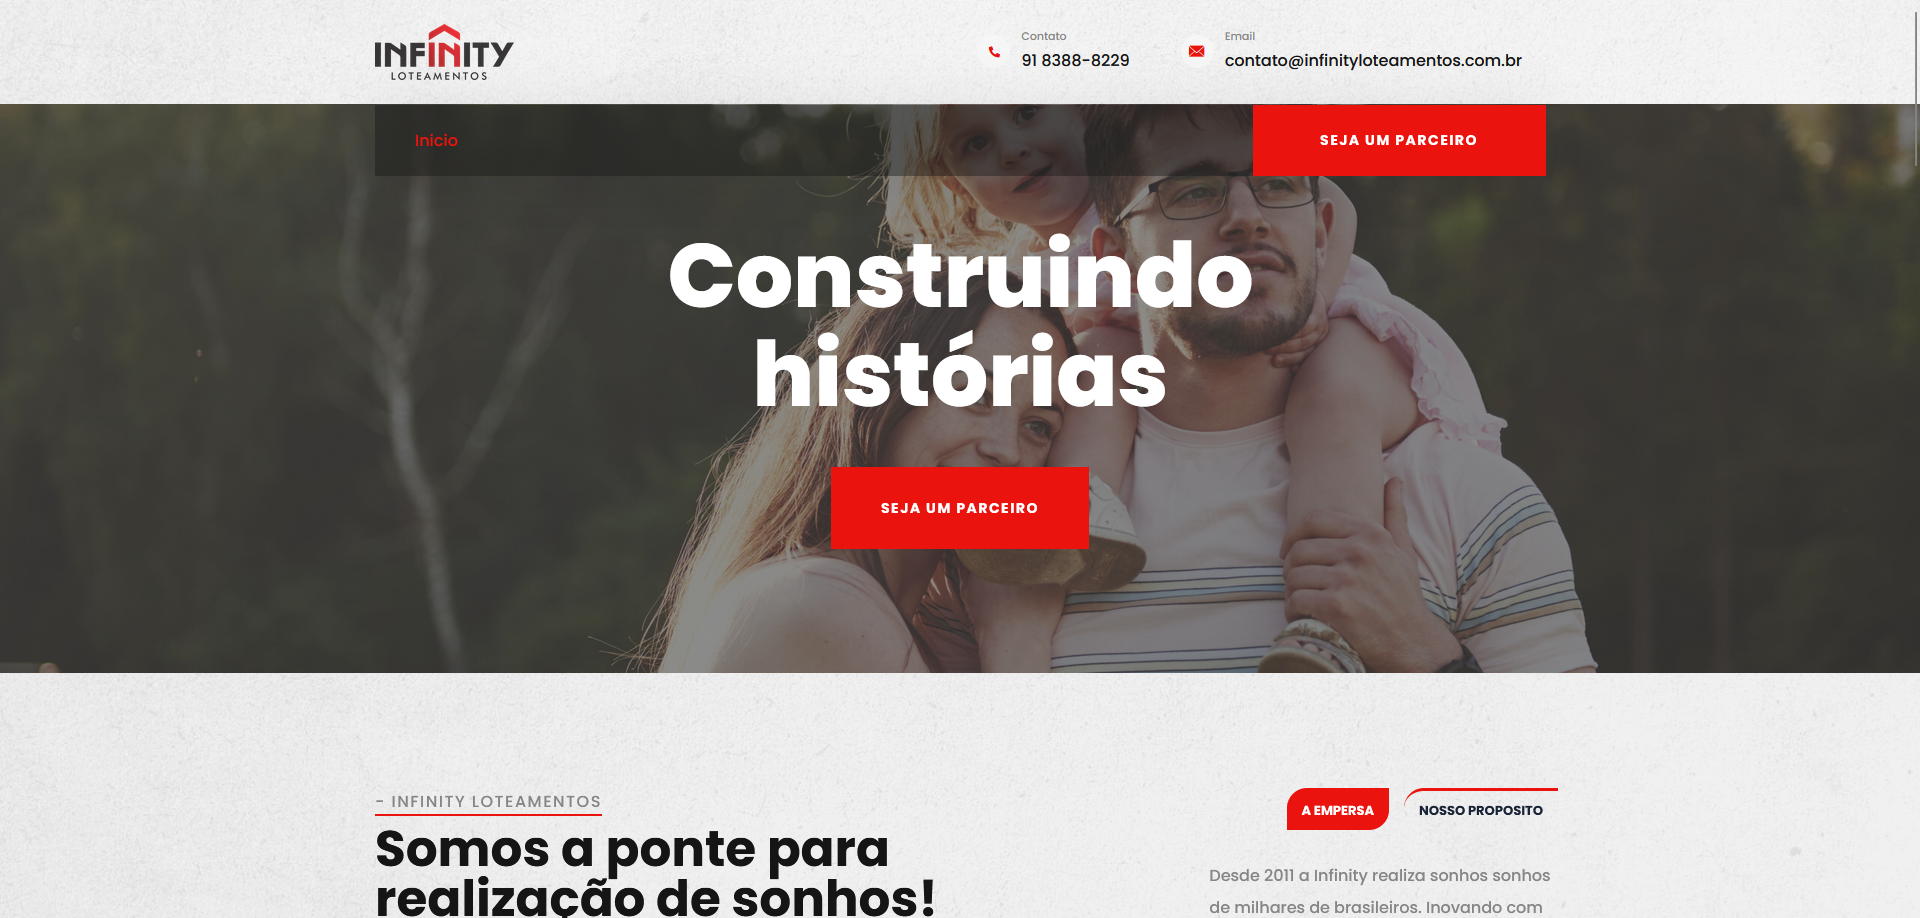 INFINITY
LOTEAMENTOS
Contato
91 8388-8229
Email
contato@infinityloteamentos.com.br
Inicio
SEJA UM PARCEIRO
Construindo
histórias
SEJA UM PARCEIRO
- INFINITY LOTEAMENTOS
Somos a ponte para
realização de sonhos!
A EMPERSA
NOSSO PROPOSITO
Desde 2011 a Infinity realiza sonhos sonhos
de milhares de brasileiros. Inovando com